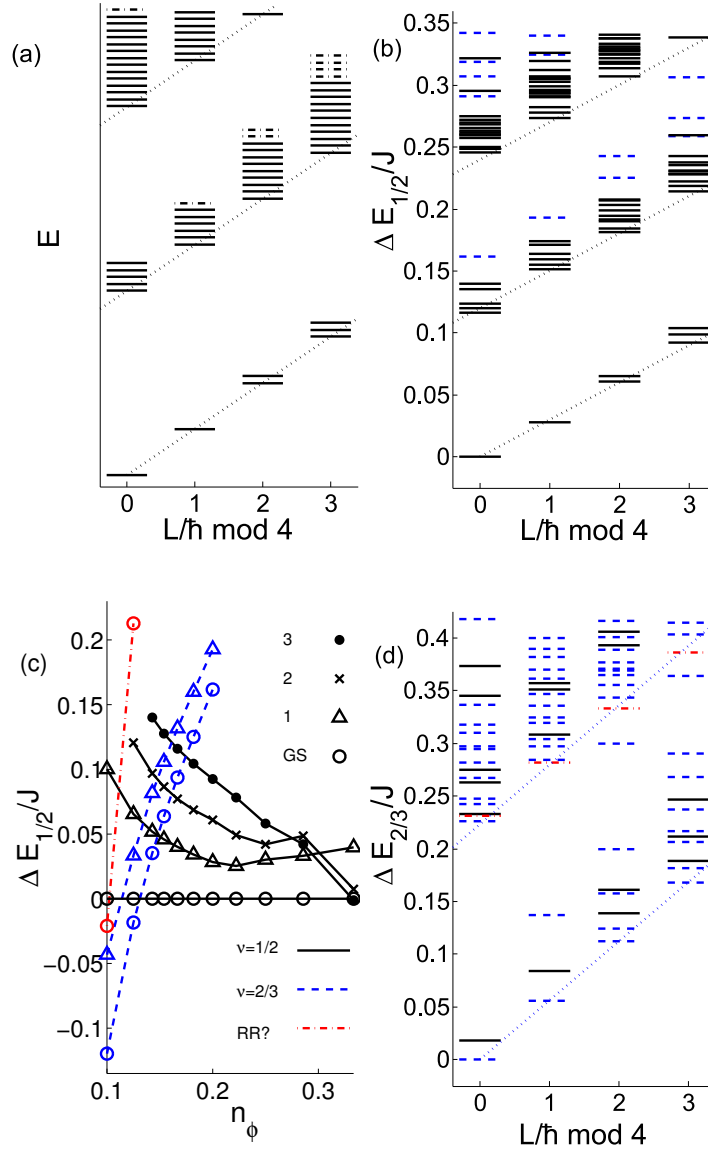 (a)
E
0 1 2 3
L/ħ mod 4
(b)
0.35
0.3
0.25
0.2
0.15
0.1
0.05
0
Δ E1/2/J
0 1 2 3
L/ħ mod 4
(c)
0.2
0.15
0.10
0.05
0
−0.05
−0.1
Δ E1/2/J
3
2
1
GS
ν=1/2
ν=2/3
RR?
0.1 0.2 0.3
nϕ
(d)
0.4
0.35
0.3
0.25
0.2
0.15
0.1
0.05
0
Δ E2/3/J
0 1 2 3
L/ħ mod 4